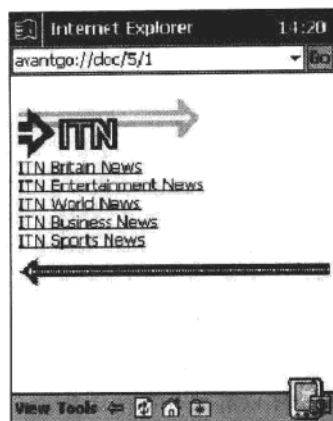 Internet Explorer 14:20
avantgo://doc/5/1 Go
ITN
ITN Britain News
ITN Entertainment News
ITN World News
ITN Business News
ITN Sports News
View Tools